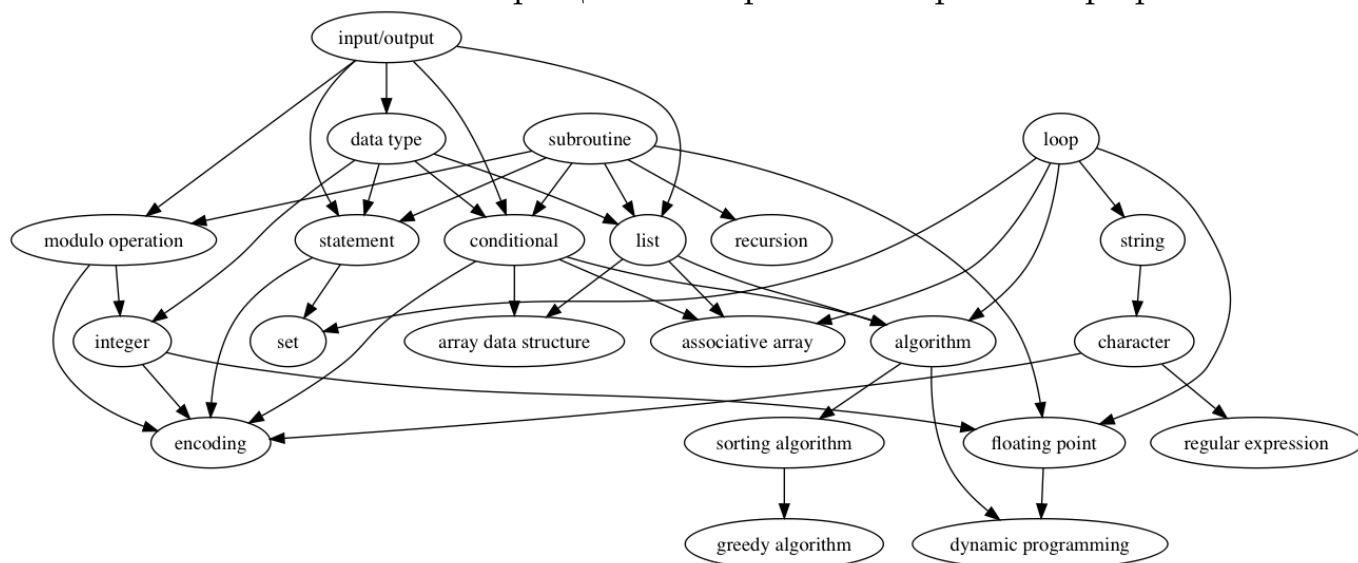 input/output
data type
subroutine
loop
modulo operation
statement
conditional
list
recursion
string
integer
set
array data structure
associative array
algorithm
character
encoding
sorting algorithm
floating point
regular expression
greedy algorithm
dynamic programming